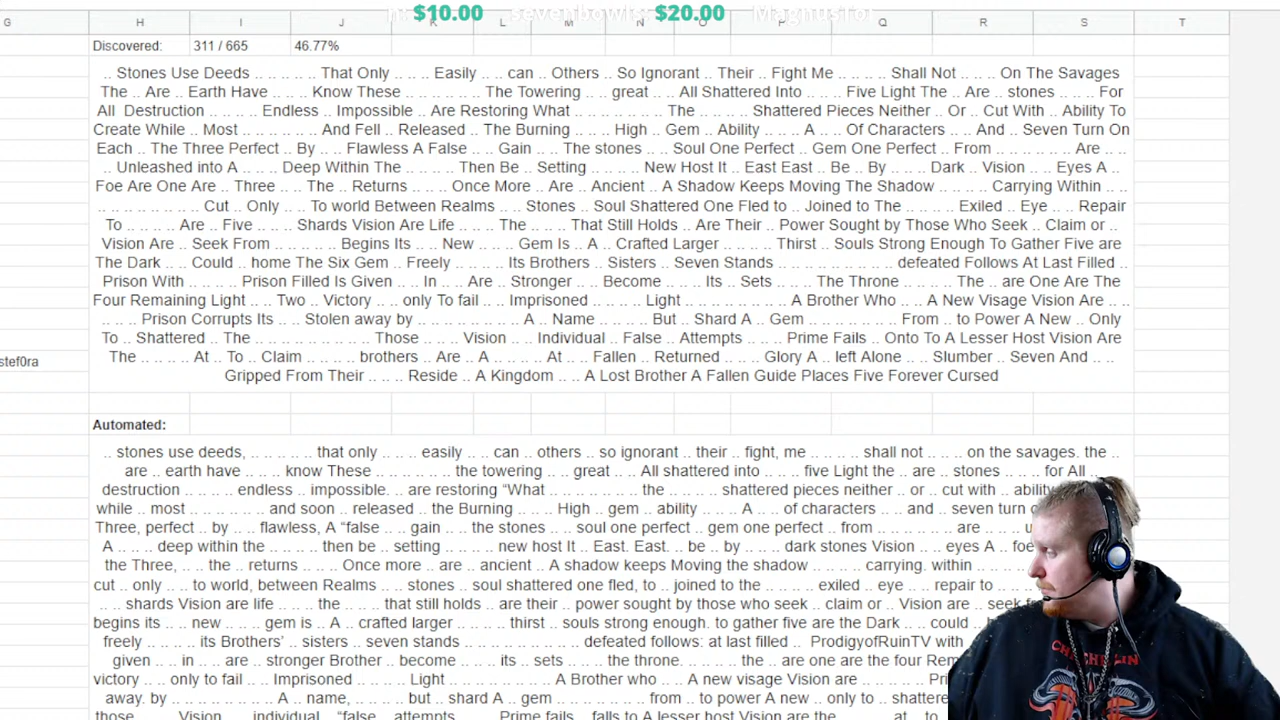 $10.00 sevenbowls: $20.00 MagnusTor
G H I J K L M N O P Q R S T
Discovered: 311 / 665 46.77%
.. Stones Use Deeds .. .. .. .. .. That Only .. .. .. Easily .. .. can .. Others .. So Ignorant .. Their .. Fight Me .. .. .. Shall Not .. .. .. On The Savages
The .. Are .. Earth Have .. .. .. Know These .. .. .. .. .. The Towering .. .. great .. .. All Shattered Into .. .. .. Five Light The .. Are .. stones .. .. .. For
All Destruction .. .. .. .. Endless .. Impossible .. Are Restoring What .. .. .. .. .. .. The .. .. .. Shattered Pieces Neither .. Or .. Cut With .. Ability To
Create While .. Most .. .. .. .. And Fell .. Released .. The Burning .. .. .. High .. Gem .. Ability .. .. A .. .. Of Characters .. .. And .. Seven Turn On
Each .. The Three Perfect .. By .. .. Flawless A False .. .. Gain .. The stones .. .. Soul One Perfect .. Gem One Perfect .. From .. .. .. .. Are ..
.. Unleashed into A .. .. .. Deep Within The .. .. .. .. Then Be .. Setting .. .. .. .. New Host It .. East East .. Be .. By .. .. .. Dark .. Vision .. .. Eyes A ..
Foe Are One Are .. Three .. .. The .. Returns .. .. Once More .. Are .. Ancient .. A Shadow Keeps Moving The Shadow .. .. .. .. Carrying Within .. ..
.. .. .. .. .. .. .. Cut .. Only .. .. To world Between Realms .. .. Stones .. Soul Shattered One Fled to .. Joined to The .. .. .. .. Exiled .. Eye .. Repair
To .. .. .. .. Are .. Five .. .. .. Shards Vision Are Life .. .. .. The .. .. .. That Still Holds .. Are Their .. Power Sought by Those Who Seek .. Claim or ..
Vision Are .. Seek From .. .. .. .. .. Begins Its .. New .. .. Gem Is .. A .. Crafted Larger .. .. .. .. Thirst .. Souls Strong Enough To Gather Five are
The Dark .. .. Could .. home The Six Gem .. Freely .. .. .. Its Brothers .. Sisters .. Seven Stands .. .. .. .. .. .. .. .. defeated Follows At Last Filled ..
Prison With .. .. .. .. Prison Filled Is Given .. .. In .. .. Are .. Stronger .. .. Become .. .. .. Its .. Sets .. .. .. The Throne .. .. .. The .. are One Are The
Four Remaining Light .. .. Two .. Victory .. .. only To fail .. .. Imprisoned .. .. .. Light .. .. .. .. .. .. .. A Brother Who .. .. A New Visage Vision Are .. ..
.. .. .. Prison Corrupts Its .. .. Stolen away by .. .. .. .. .. .. .. A .. Name .. .. .. But .. Shard A .. Gem .. .. .. .. .. .. From .. to Power A New .. Only
To .. Shattered .. The .. .. .. .. .. .. .. Those .. .. Vision .. Individual .. False .. Attempts .. .. Prime Fails .. Onto To A Lesser Host Vision Are
The .. .. .. .. At .. To .. Claim .. .. .. brothers .. Are .. A .. .. .. At .. .. Fallen .. Returned .. .. Glory A .. left Alone .. Slumber .. Seven And .. ..
Gripped From Their .. .. .. Reside .. A Kingdom .. .. A Lost Brother A Fallen Guide Places Five Forever Cursed
stef0ra
Automated:
.. stones use deeds, .. .. .. .. .. that only .. .. .. easily .. .. can .. others .. so ignorant .. their .. fight, me .. .. .. shall not .. .. .. on the savages. the ..
are .. earth have .. .. .. know These .. .. .. .. .. the towering .. .. great .. .. All shattered into .. .. .. five Light the .. are .. stones .. .. .. for All ..
destruction .. .. .. .. endless .. impossible. .. are restoring “What .. .. .. .. .. the .. .. .. .. shattered pieces neither .. or .. cut with .. ability
while .. most .. .. .. .. and soon .. released .. the Burning .. .. .. High .. gem .. ability .. .. A .. .. of characters .. .. and .. seven turn
Three, perfect .. by .. .. flawless, A “false .. .. gain .. .. the stones .. .. soul one perfect .. gem one perfect .. from .. .. .. .. are ..
A .. .. deep within the .. .. .. .. then be .. setting .. .. .. .. new host It .. East. East. .. be .. by .. .. .. dark stones Vision .. .. eyes A .. foe
the Three, .. .. the .. returns .. .. Once more .. are .. ancient .. A shadow keeps Moving the shadow .. .. .. .. carrying. within ..
cut .. only .. .. to world, between Realms .. .. stones .. soul shattered one fled, to .. joined to the .. .. .. .. exiled .. eye .. repair to ..
.. .. shards Vision are life .. .. .. the .. .. .. that still holds .. are their .. power sought by those who seek .. claim or .. Vision are .. seek
begins its .. new .. .. gem is .. A .. crafted larger .. .. .. .. thirst .. souls strong enough. to gather five are the Dark .. .. could ..
freely .. .. .. its Brothers’ .. sisters .. seven stands .. .. .. .. .. .. .. .. defeated follows: at last filled .. ProdigyofRuinTV with
given .. .. in .. .. are .. stronger Brother .. become .. .. .. its .. sets .. .. .. the throne. .. .. .. the .. are one are the four
victory .. .. only to fail .. .. Imprisoned .. .. .. Light .. .. .. .. .. .. .. A Brother who .. .. A new visage Vision are .. .. ..
away. by .. .. .. .. .. .. .. A .. name, .. .. .. but .. shard A .. gem .. .. .. .. .. .. from .. to power A new .. only to
those .. .. Vision .. individual .. “false .. attempts .. .. Prime fails .. falls to A lesser host Vision are the .. .. .. .. at .. to